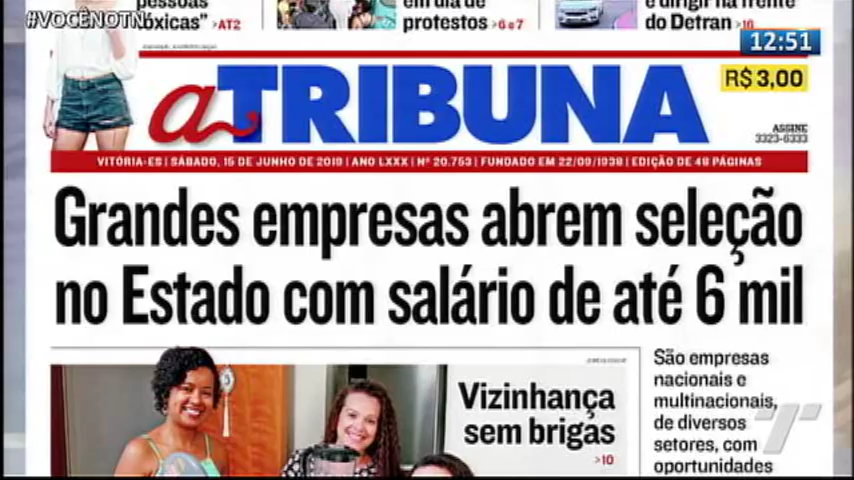 #VOCÊNOTN
pessoas
tóxicas" >AT2
em dia de
protestos >6 e 7
e dirigir na frente
do Detran >16
12:51
a TRIBUNA
R$ 3,00
ASSINE
3323-6333
VITÓRIA-ES | SÁBADO, 15 DE JUNHO DE 2019 | ANO LXXX | Nº 20.753 | FUNDADO EM 22/09/1938 | EDIÇÃO DE 48 PÁGINAS
Grandes empresas abrem seleção
no Estado com salário de até 6 mil
Vizinhança
sem brigas
>10
São empresas
nacionais e
multinacionais,
de diversos
setores, com
oportunidades